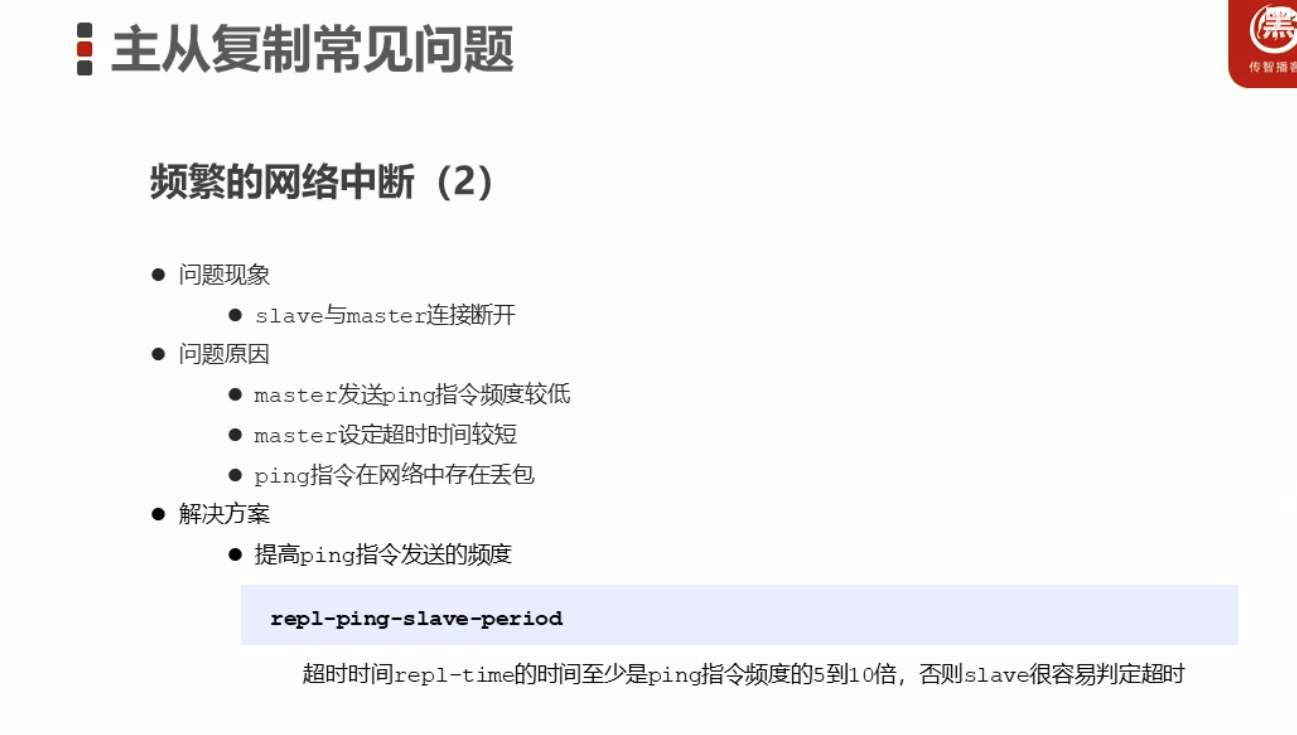 主从复制常见问题
黑
传智播客
频繁的网络中断（2）
● 问题现象
● slave与master连接断开
● 问题原因
● master发送ping指令频度较低
● master设定超时时间较短
● ping指令在网络中存在丢包
● 解决方案
● 提高ping指令发送的频度
repl-ping-slave-period
超时时间repl-time的时间至少是ping指令频度的5到10倍，否则slave很容易判定超时